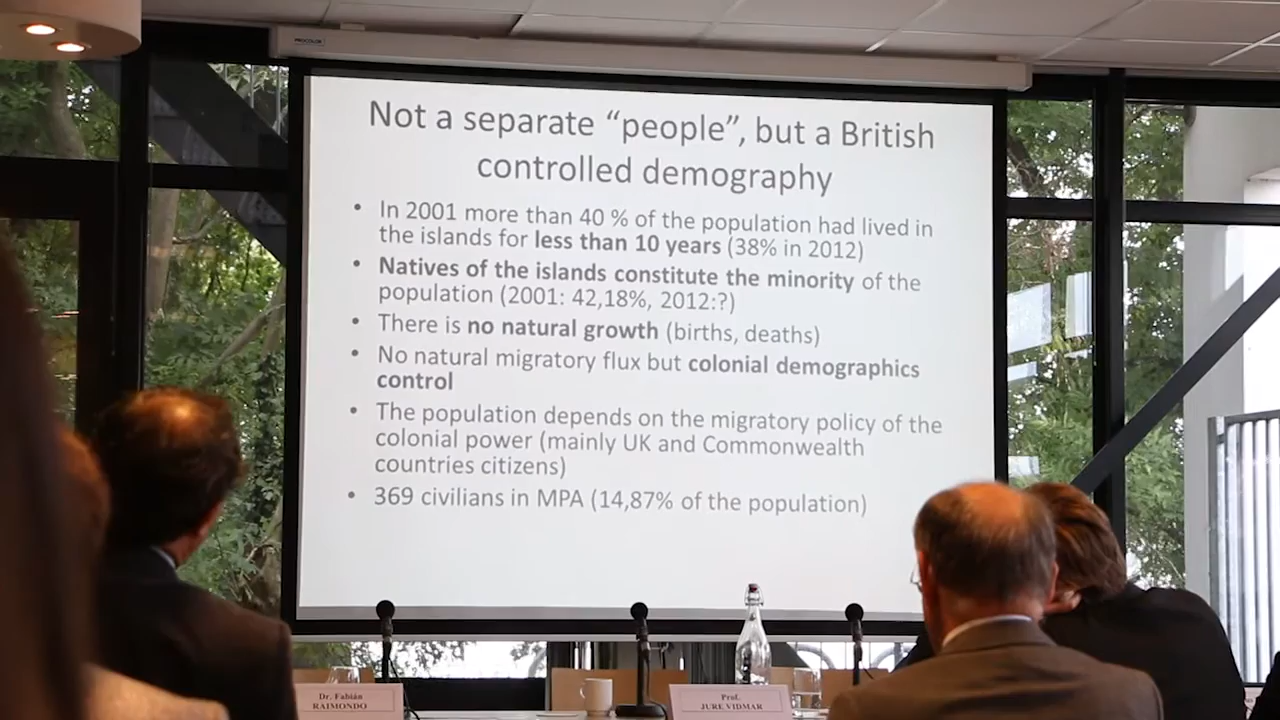 PROCOLOR
Not a separate “people”, but a British
controlled demography
• In 2001 more than 40 % of the population had lived in
the islands for less than 10 years (38% in 2012)
• Natives of the islands constitute the minority of the
population (2001: 42,18%, 2012:?)
• There is no natural growth (births, deaths)
• No natural migratory flux but colonial demographics
control
• The population depends on the migratory policy of the
colonial power (mainly UK and Commonwealth
countries citizens)
• 369 civilians in MPA (14,87% of the population)
Dr. Fabián
RAIMONDO
Prof.
JURE VIDMAR